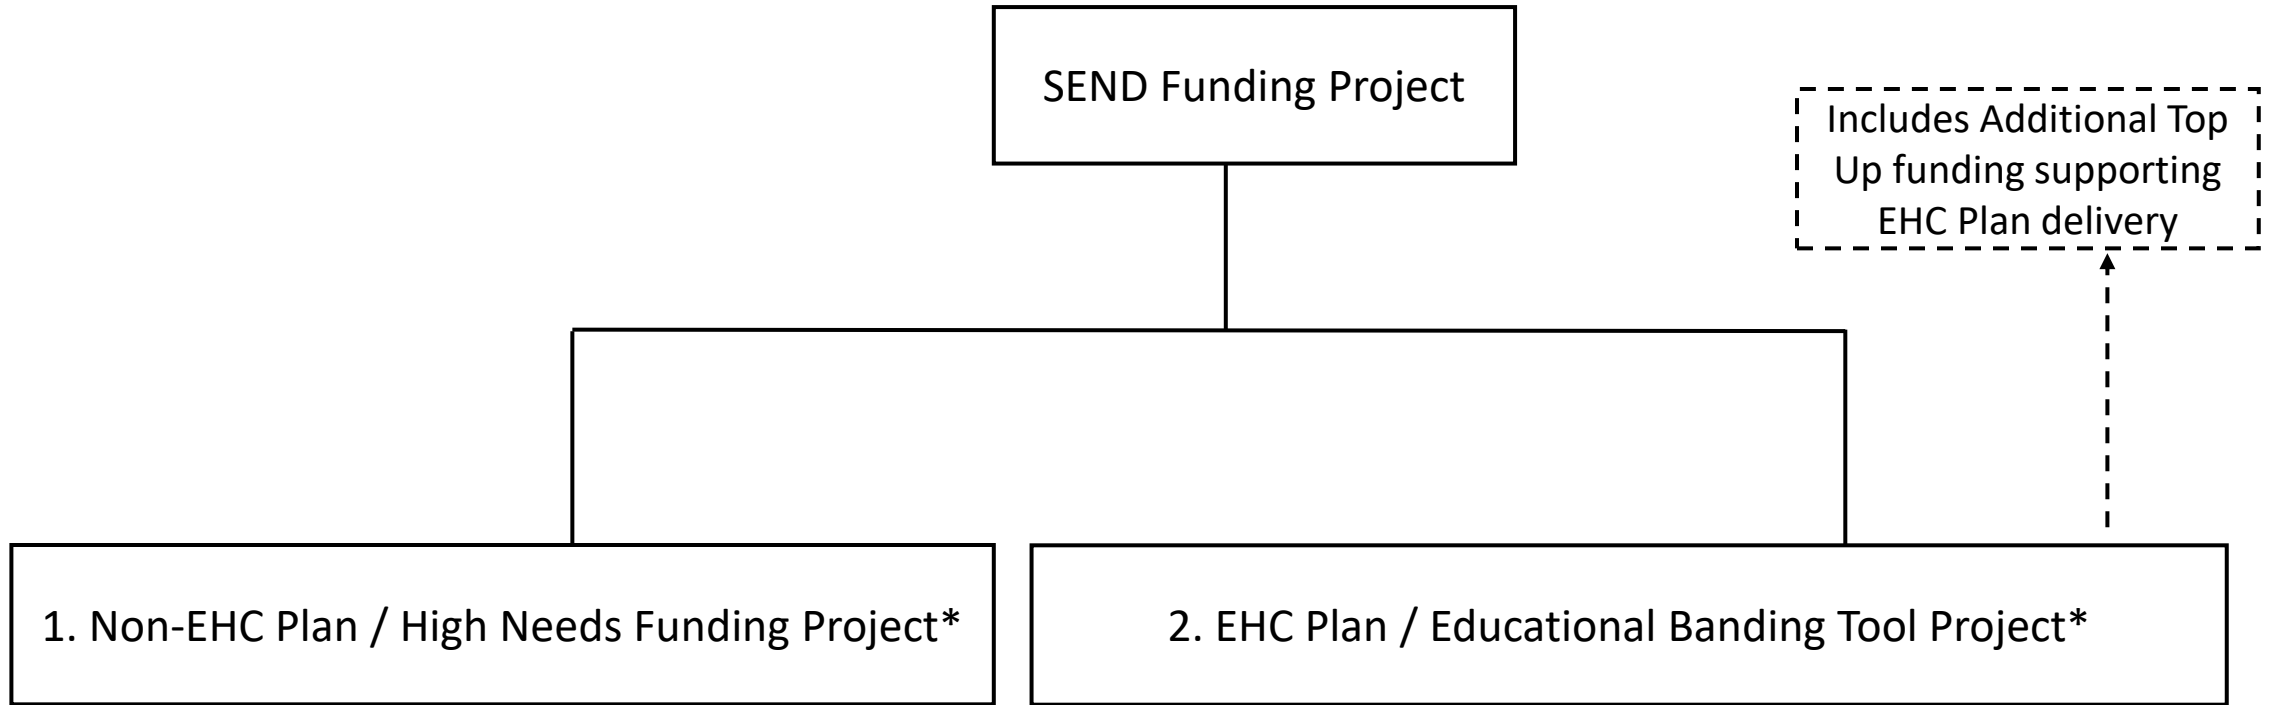 SEND Funding Project
Includes Additional Top
Up funding supporting
EHC Plan delivery
1. Non-EHC Plan / High Needs Funding Project*
2. EHC Plan / Educational Banding Tool Project*